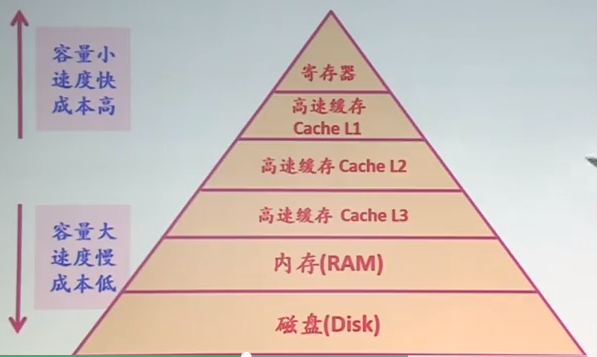 容量小
速度快
成本高
寄存器
高速缓存
Cache L1
高速缓存 Cache L2
高速缓存 Cache L3
容量大
速度慢
成本低
内存(RAM)
磁盘(Disk)